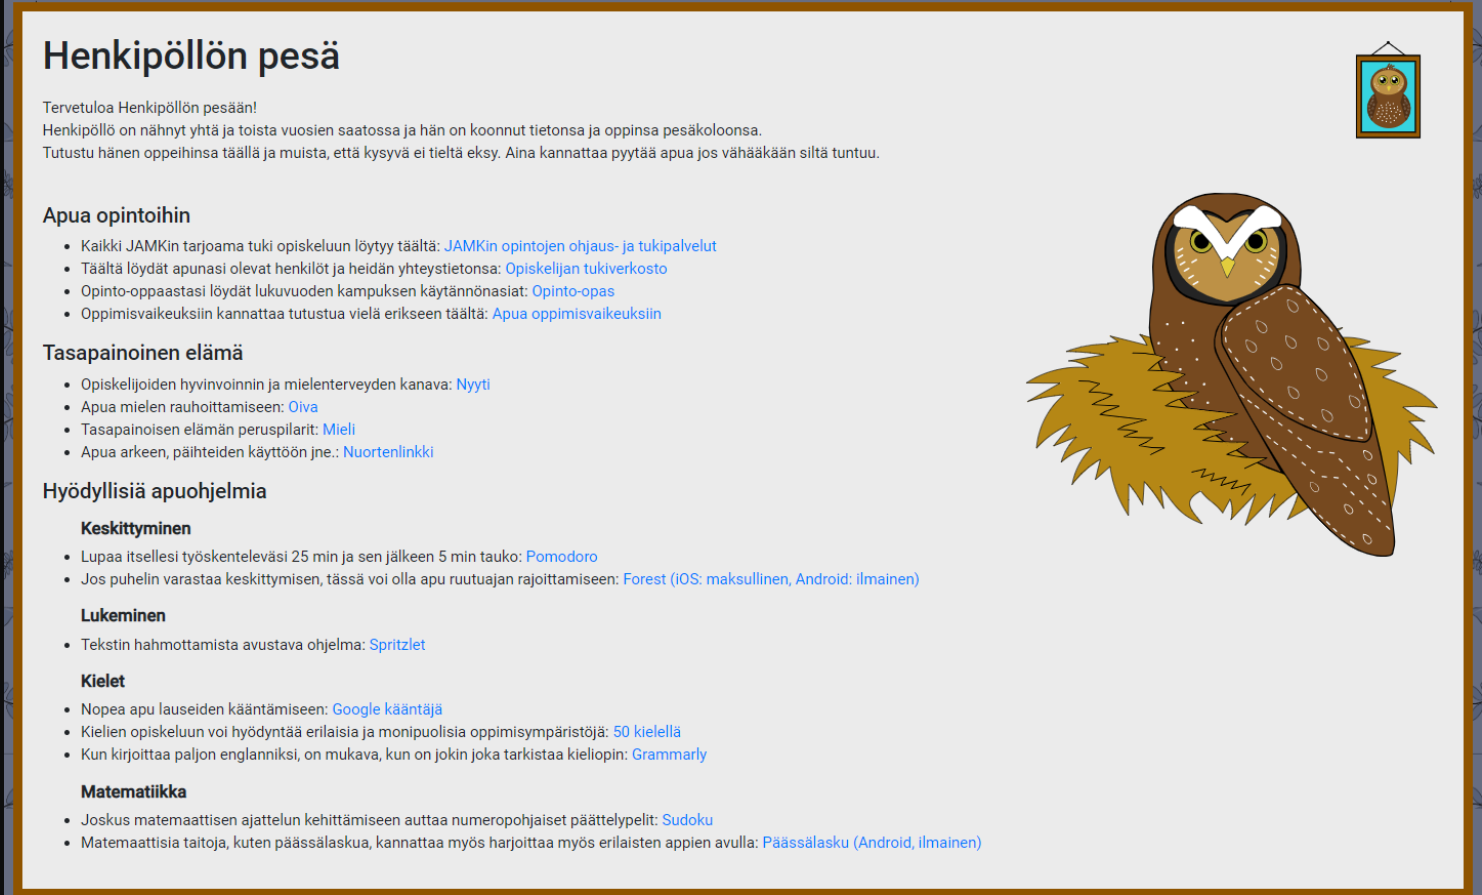 Henkipöllön pesä
Tervetuloa Henkipöllön pesään!
Henkipöllö on nähnyt yhtä ja toista vuosien saatossa ja hän on koonnut tietonsa ja oppinsa pesäkoloonsa.
Tutustu hänen oppeihinsa täällä ja muista, että kysyvä ei tieltä eksy. Aina kannattaa pyytää apua jos vähääkään siltä tuntuu.
Apua opintoihin
Kaikki JAMKin tarjoama tuki opiskeluun löytyy täältä: JAMKin opintojen ohjaus- ja tukipalvelut
Täältä löydät apunasi olevat henkilöt ja heidän yhteystietonsa: Opiskelijan tukiverkosto
Opinto-oppaastasi löydät lukuvuoden kampuksen käytännönasiat: Opinto-opas
Oppimisvaikeuksiin kannattaa tutustua vielä erikseen täältä: Apua oppimisvaikeuksiin
Tasapainoinen elämä
Opiskelijoiden hyvinvoinnin ja mielenterveyden kanava: Nyyti
Apua mielen rauhoittamiseen: Oiva
Tasapainoisen elämän peruspilarit: Mieli
Apua arkeen, päihteiden käyttöön jne.: Nuortenlinkki
Hyödyllisiä apuohjelmia
Keskittyminen
Lupaa itsellesi työskenteleväsi 25 min ja sen jälkeen 5 min tauko: Pomodoro
Jos puhelin varastaa keskittymisen, tässä voi olla apu ruutuajan rajoittamiseen: Forest (iOS: maksullinen, Android: ilmainen)
Lukeminen
Tekstin hahmottamista avustava ohjelma: Spritzlet
Kielet
Nopea apu lauseiden kääntämiseen: Google kääntäjä
Kielien opiskeluun voi hyödyntää erilaisia ja monipuolisia oppimisympäristöjä: 50 kielellä
Kun kirjoittaa paljon englanniksi, on mukava, kun on jokin joka tarkistaa kieliopin: Grammarly
Matematiikka
Joskus matemaattisen ajattelun kehittämiseen auttaa numeropohjaiset päättelypelit: Sudoku
Matemaattisia taitoja, kuten päässälaskua, kannattaa myös harjoittaa myös erilaisten appien avulla: Päässälasku (Android, ilmainen)